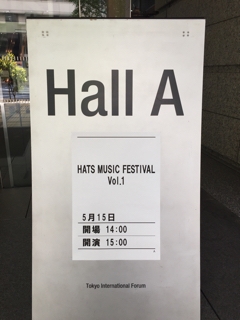 Hall A
HATS MUSIC FESTIVAL
Vol.1
5月15日
開場 14:00
開演 15:00
Tokyo International Forum